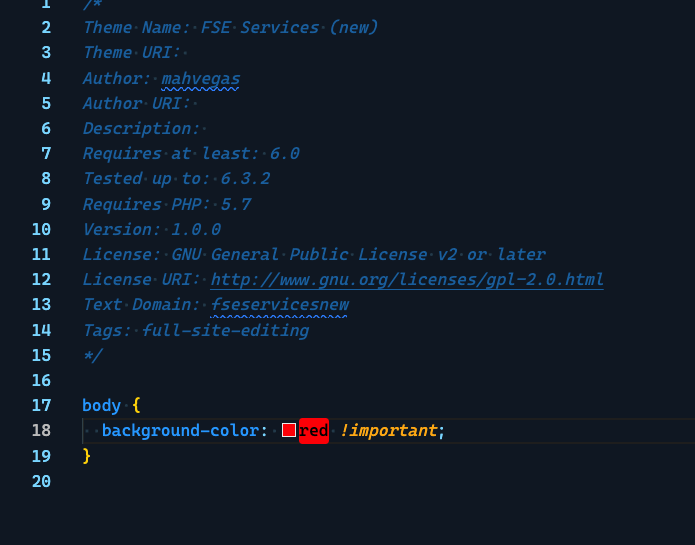 1 /*
2 Theme Name: FSE Services (new)
3 Theme URI:
4 Author: mahvegas
5 Author URI:
6 Description:
7 Requires at least: 6.0
8 Tested up to: 6.3.2
9 Requires PHP: 5.7
10 Version: 1.0.0
11 License: GNU General Public License v2 or later
12 License URI: http://www.gnu.org/licenses/gpl-2.0.html
13 Text Domain: fseservicesnew
14 Tags: full-site-editing
15 */
16
17 body {
18 background-color: red !important;
19 }
20